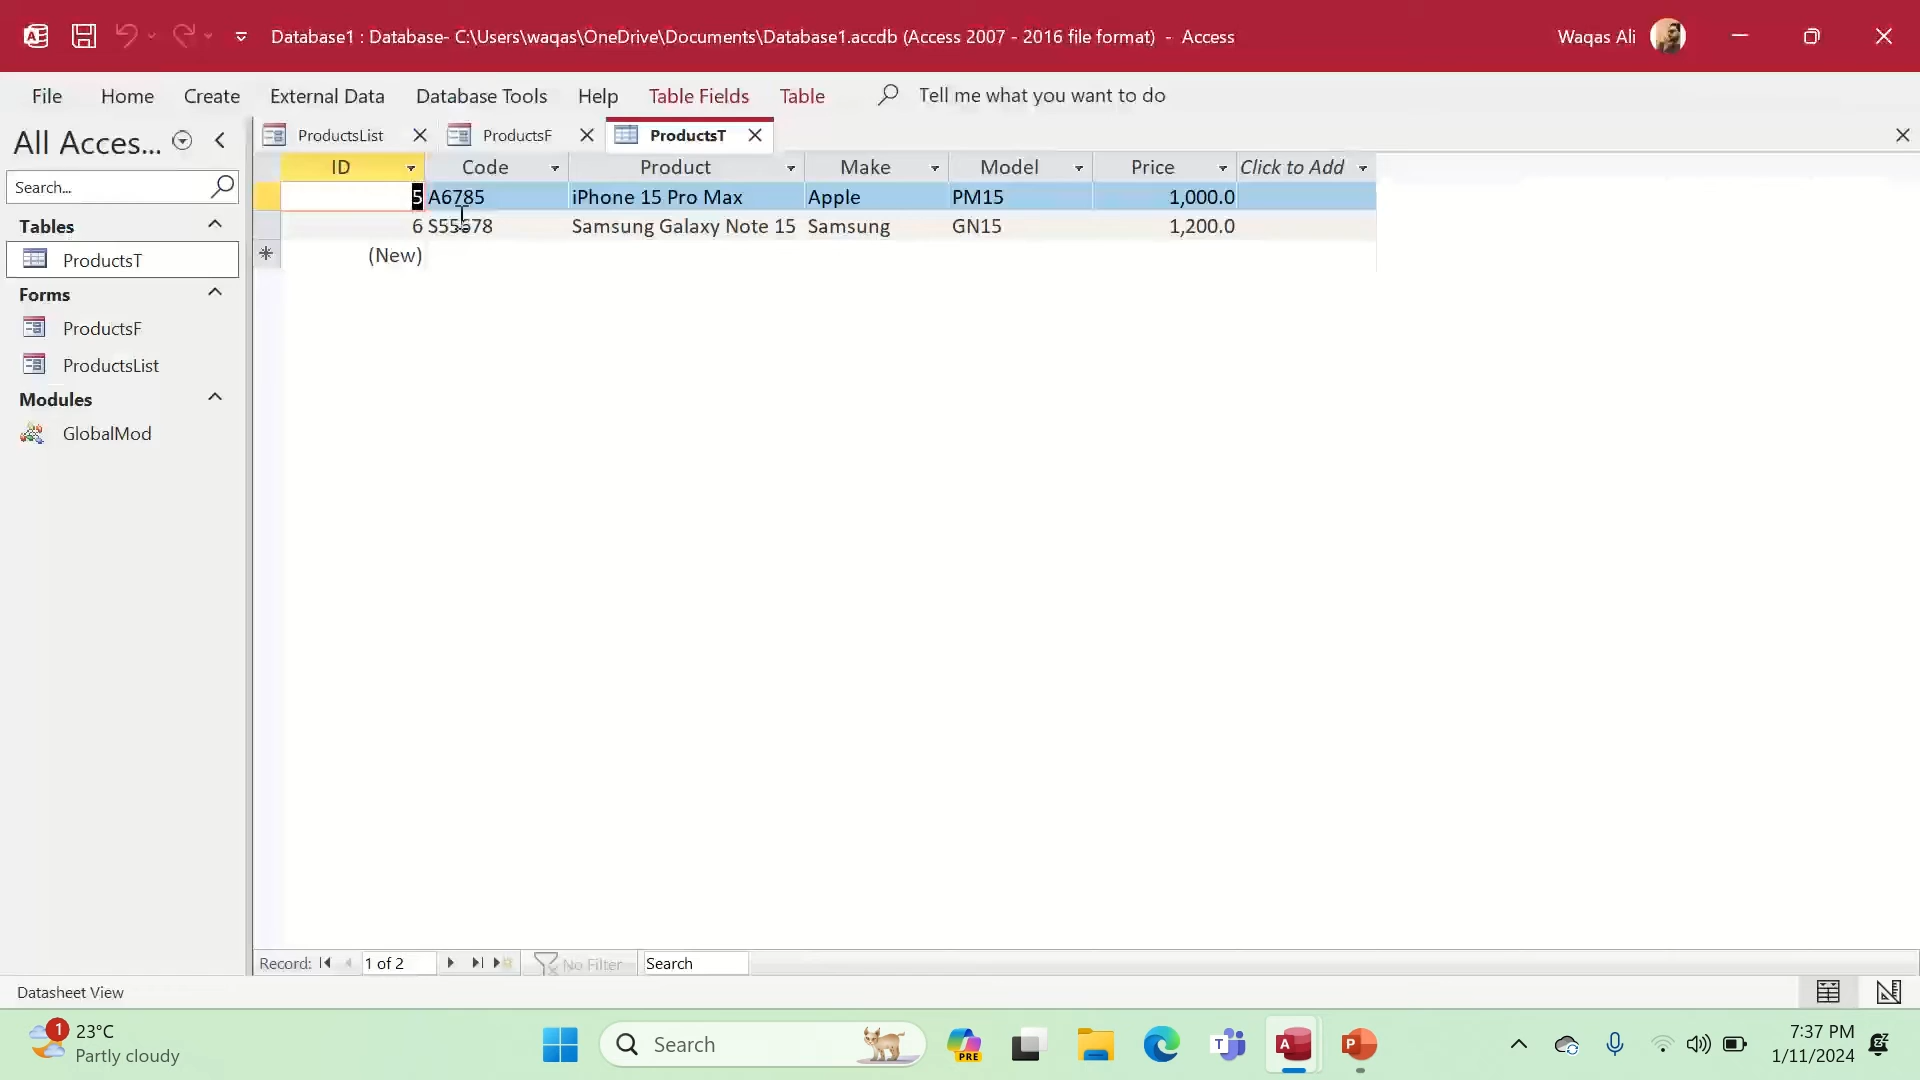 Database1 : Database- C:\Users\waqas\OneDrive\Documents\Database1.accdb (Access 2007 - 2016 file format) - Access
Waqas Ali
File Home Create External Data Database Tools Help Table Fields Table Tell me what you want to do
All Acces...
ProductsList ProductsF ProductsT
ID Code Product Make Model Price Click to Add
Search...
5 A6785 iPhone 15 Pro Max Apple PM15 1,000.0
Tables
6 S55678 Samsung Galaxy Note 15 Samsung GN15 1,200.0
ProductsT
(New)
Forms
ProductsF
ProductsList
Modules
GlobalMod
Record: 1 of 2 No Filter Search
Datasheet View
1 23°C
Partly cloudy
Search
PRE
7:37 PM
1/11/2024